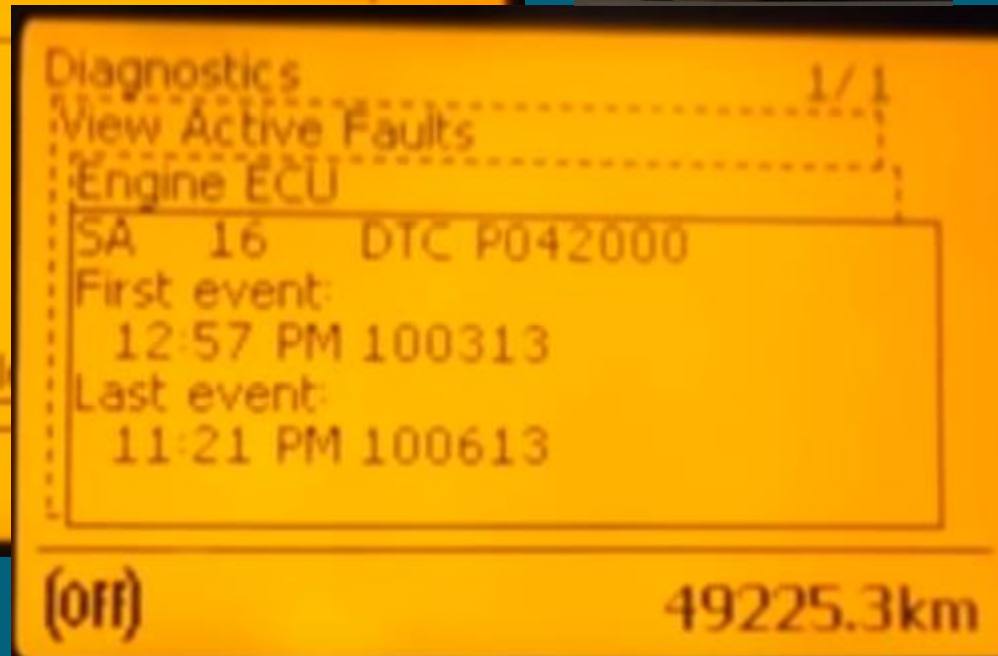 Diagnostics 1/1
View Active Faults
Engine ECU
SA 16 DTC P042000
First event:
12:57 PM 100313
Last event:
11:21 PM 100613
(OFF) 49225.3km